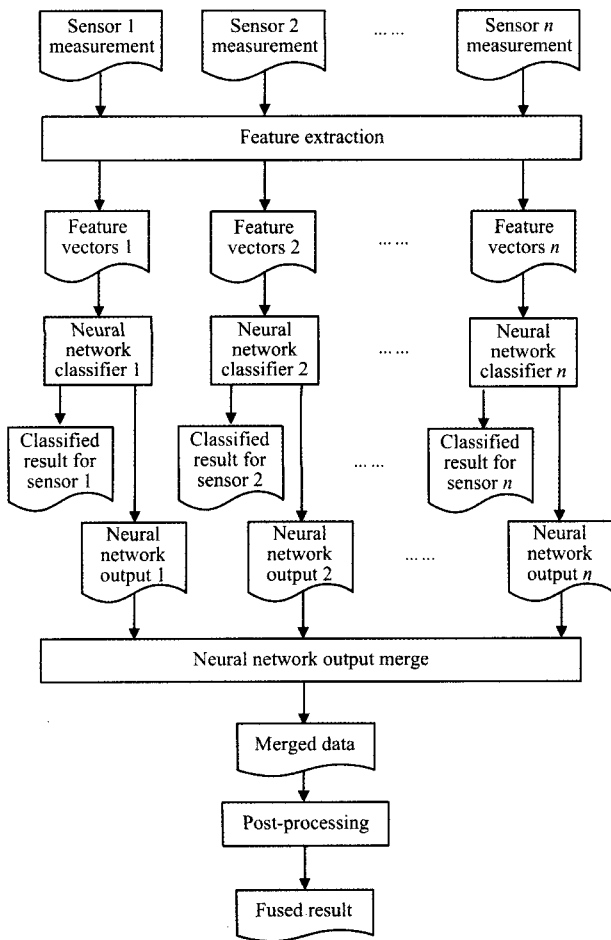 Sensor 1
measurement
Sensor 2
measurement
... ...
Sensor n
measurement
Feature extraction
Feature
vectors 1
Feature
vectors 2
... ...
Feature
vectors n
Neural
network
classifier 1
Neural
network
classifier 2
... ...
Neural
network
classifier n
Classified
result for
sensor 1
Classified
result for
sensor 2
... ...
Classified
result for
sensor n
Neural
network
output 1
Neural
network
output 2
... ...
Neural
network
output n
Neural network output merge
Merged data
Post-processing
Fused result